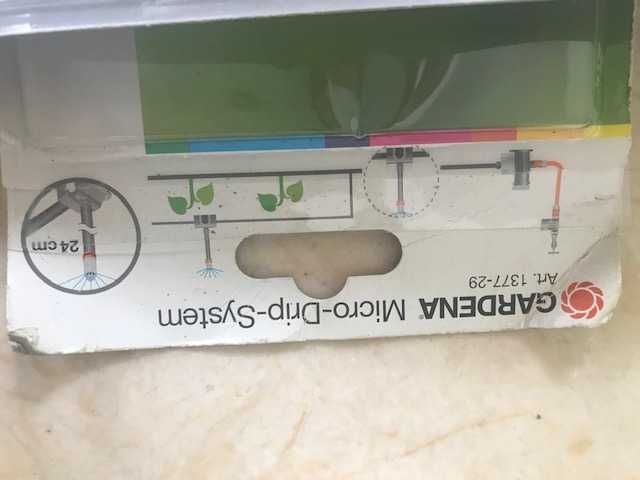 GARDENA® Micro-Drip-System
Art. 1377-29
24 cm